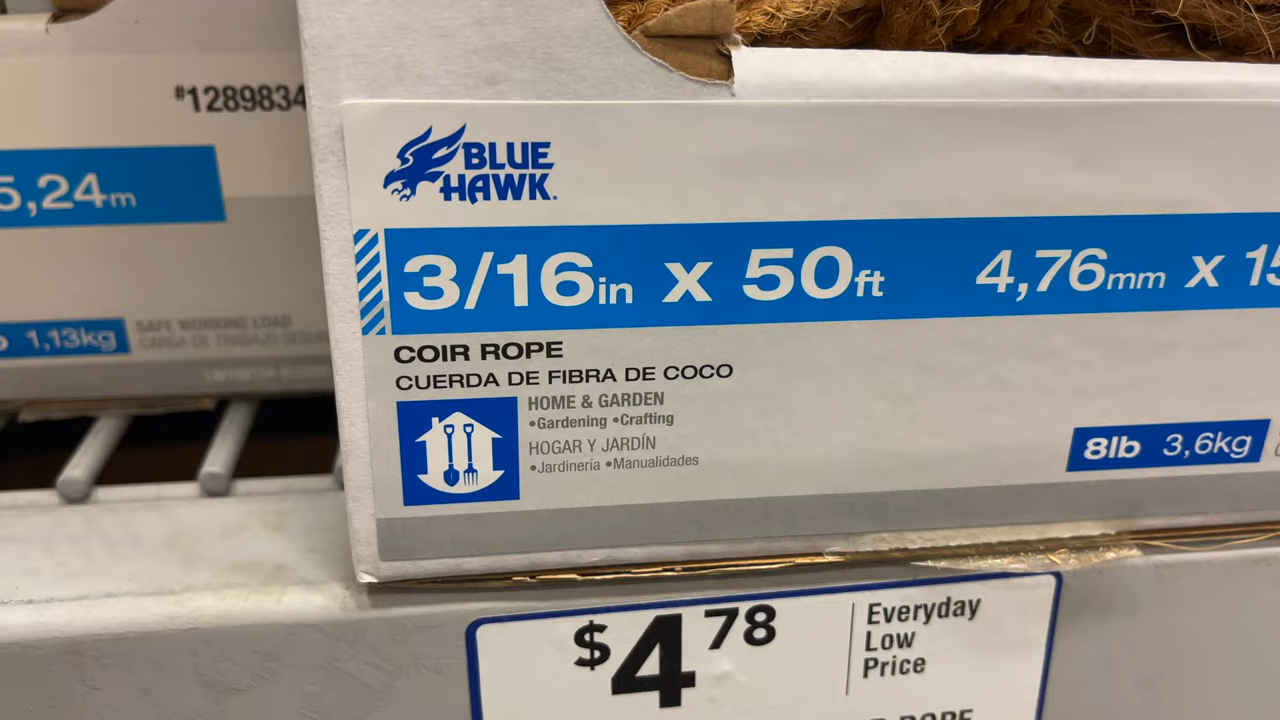 #1289834
5,24m
1,13kg
SAFE WORKING LOAD
CARGA DE TRABAJO
BLUE
HAWK.
3/16in x 50ft 4,76mm x 15
COIR ROPE
CUERDA DE FIBRA DE COCO
HOME & GARDEN
•Gardening •Crafting
HOGAR Y JARDÍN
•Jardinería •Manualidades
8lb 3,6kg
$4 78
Everyday
Low
Price
ROPE